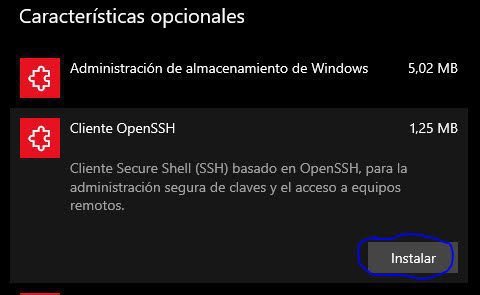 Características opcionales
Administración de almacenamiento de Windows 5,02 MB
Cliente OpenSSH 1,25 MB
Cliente Secure Shell (SSH) basado en OpenSSH, para la
administración segura de claves y el acceso a equipos
remotos.
Instalar